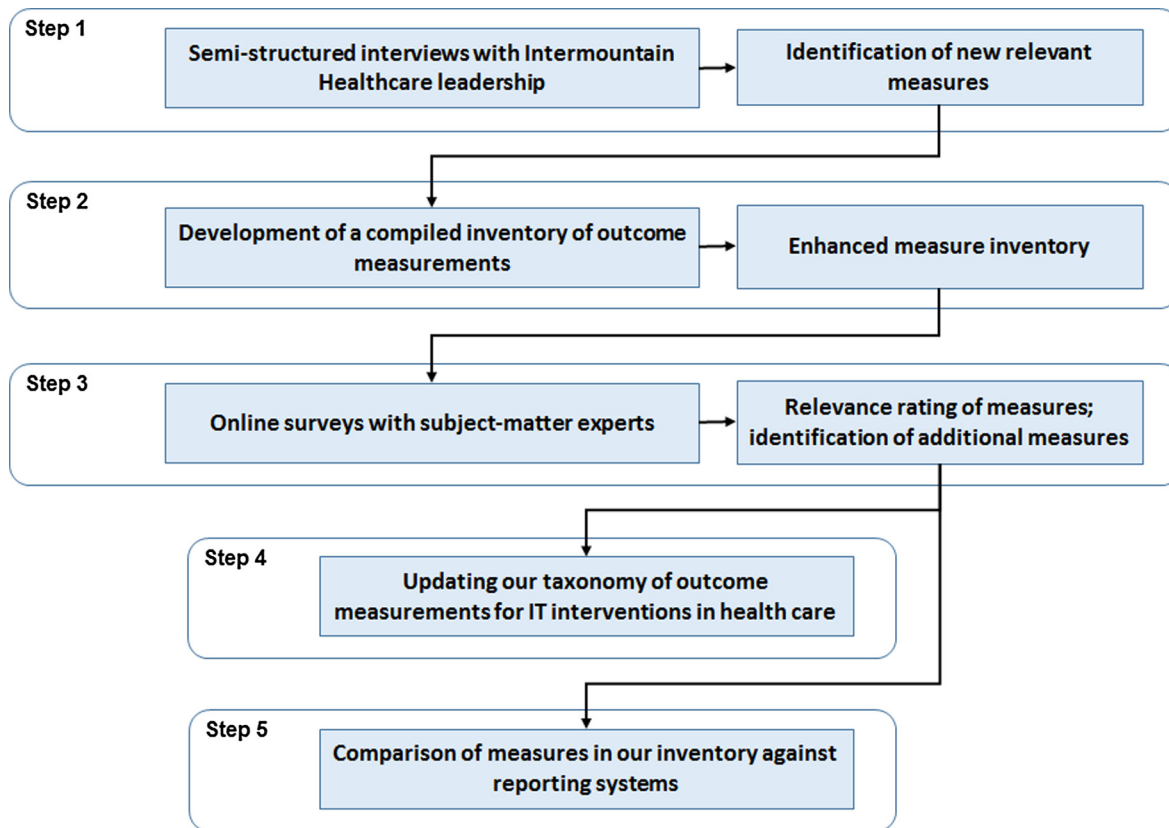 Step 1
Semi-structured interviews with Intermountain
Healthcare leadership
Identification of new relevant
measures
Step 2
Development of a compiled inventory of outcome
measurements
Enhanced measure inventory
Step 3
Online surveys with subject-matter experts
Relevance rating of measures;
identification of additional measures
Step 4
Updating our taxonomy of outcome
measurements for IT interventions in health care
Step 5
Comparison of measures in our inventory against
reporting systems